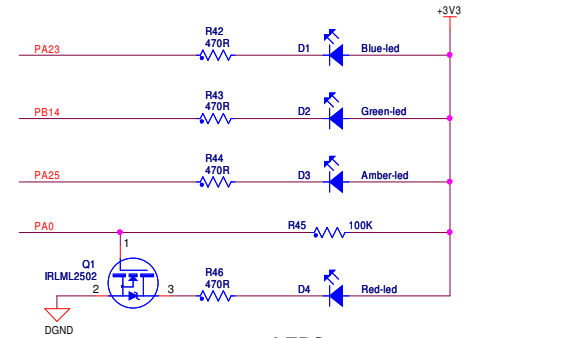 +3V3
R42
470R
PA23
D1
Blue-led
R43
470R
PB14
D2
Green-led
R44
470R
PA25
D3
Amber-led
PA0
R45
100K
1
Q1
IRLML2502
2
3
R46
470R
D4
Red-led
DGND